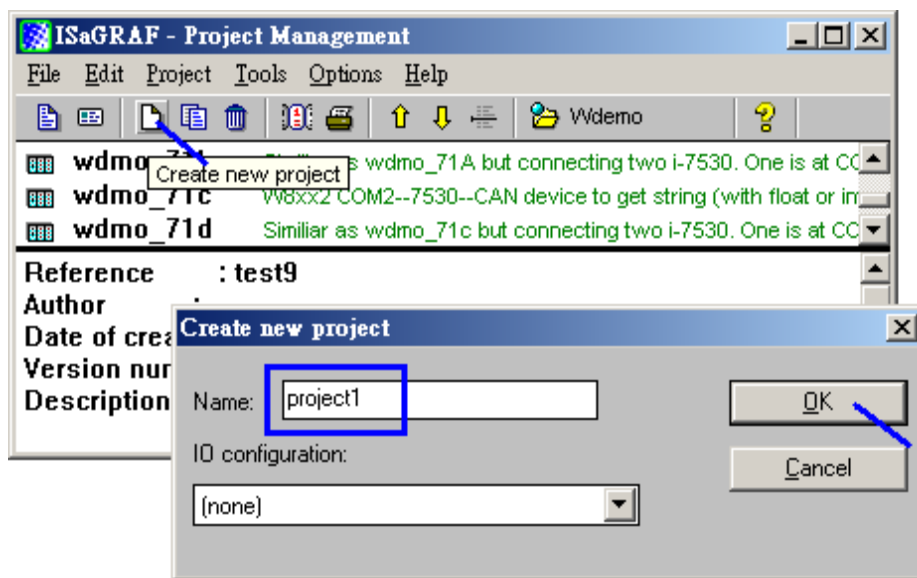 ISaGRAF - Project Management
File Edit Project Tools Options Help
Wdemo
wdmo_71 Similiar as wdmo_71A but connecting two i-7530. One is at CO
Create new project
wdmo_71c W8xx2 COM2--7530--CAN device to get string (with float or in
wdmo_71d Similiar as wdmo_71c but connecting two i-7530. One is at CO
Reference : test9
Author :
Date of crea
Version nur
Description
Create new project
Name: project1
OK
IO configuration:
Cancel
(none)